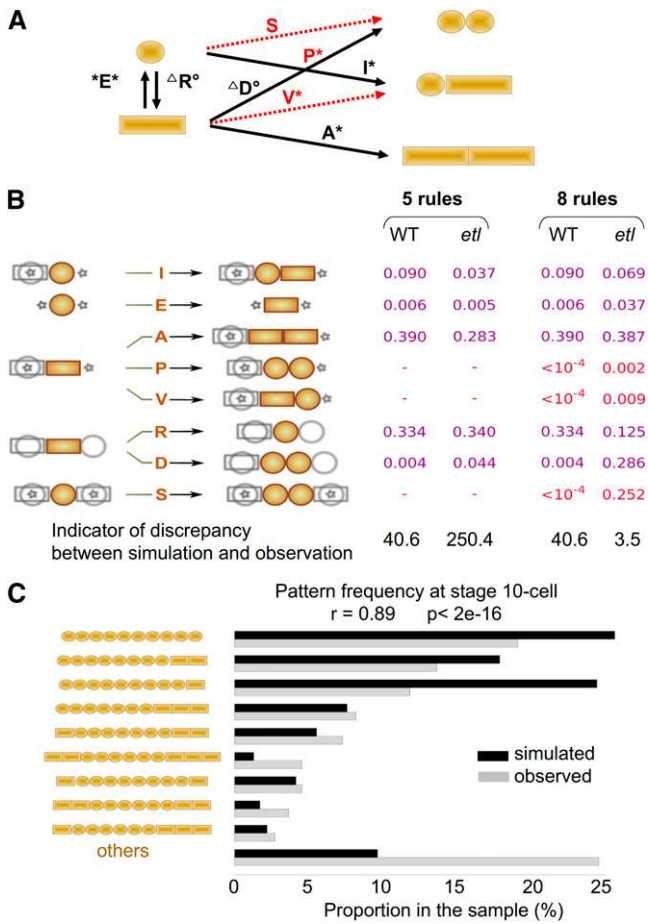 A
S
P*
*E*
△R°
△D°
I*
V*
A*
B
5 rules 8 rules
WT etl WT etl
I 0.090 0.037 0.090 0.069
E 0.006 0.005 0.006 0.037
A 0.390 0.283 0.390 0.387
P - - <10⁻⁴ 0.002
V - - <10⁻⁴ 0.009
R 0.334 0.340 0.334 0.125
D 0.004 0.044 0.004 0.286
S - - <10⁻⁴ 0.252
Indicator of discrepancy
between simulation and observation 40.6 250.4 40.6 3.5
C
Pattern frequency at stage 10-cell
r = 0.89 p< 2e-16
simulated
observed
others
0 5 10 15 20 25
Proportion in the sample (%)